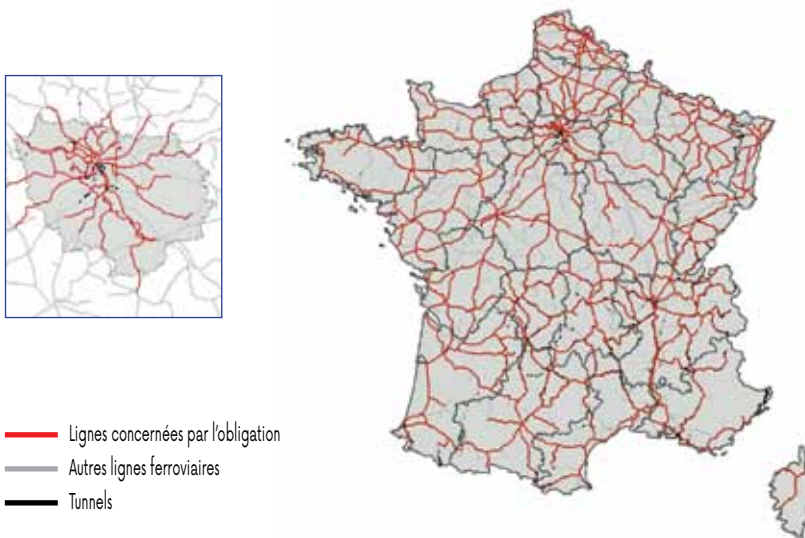 Lignes concernées par l'obligation
Autres lignes ferroviaires
Tunnels